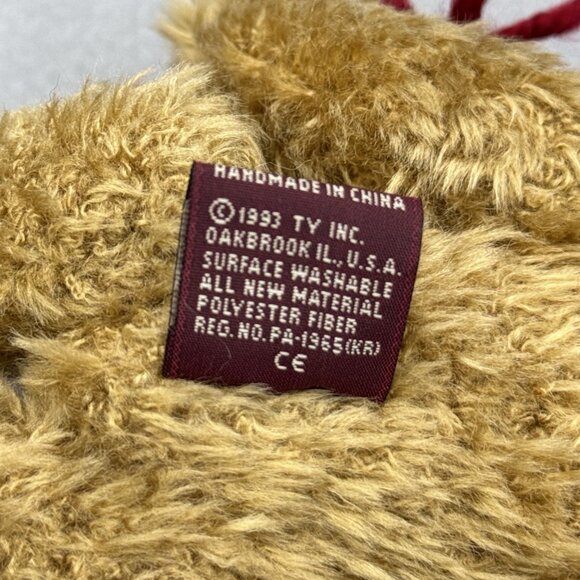 HANDMADE IN CHINA
©1993 TY INC.
OAKBROOK IL., U.S.A.
SURFACE WASHABLE
ALL NEW MATERIAL
POLYESTER FIBER
REG. NO. PA-1965(KR)
CE